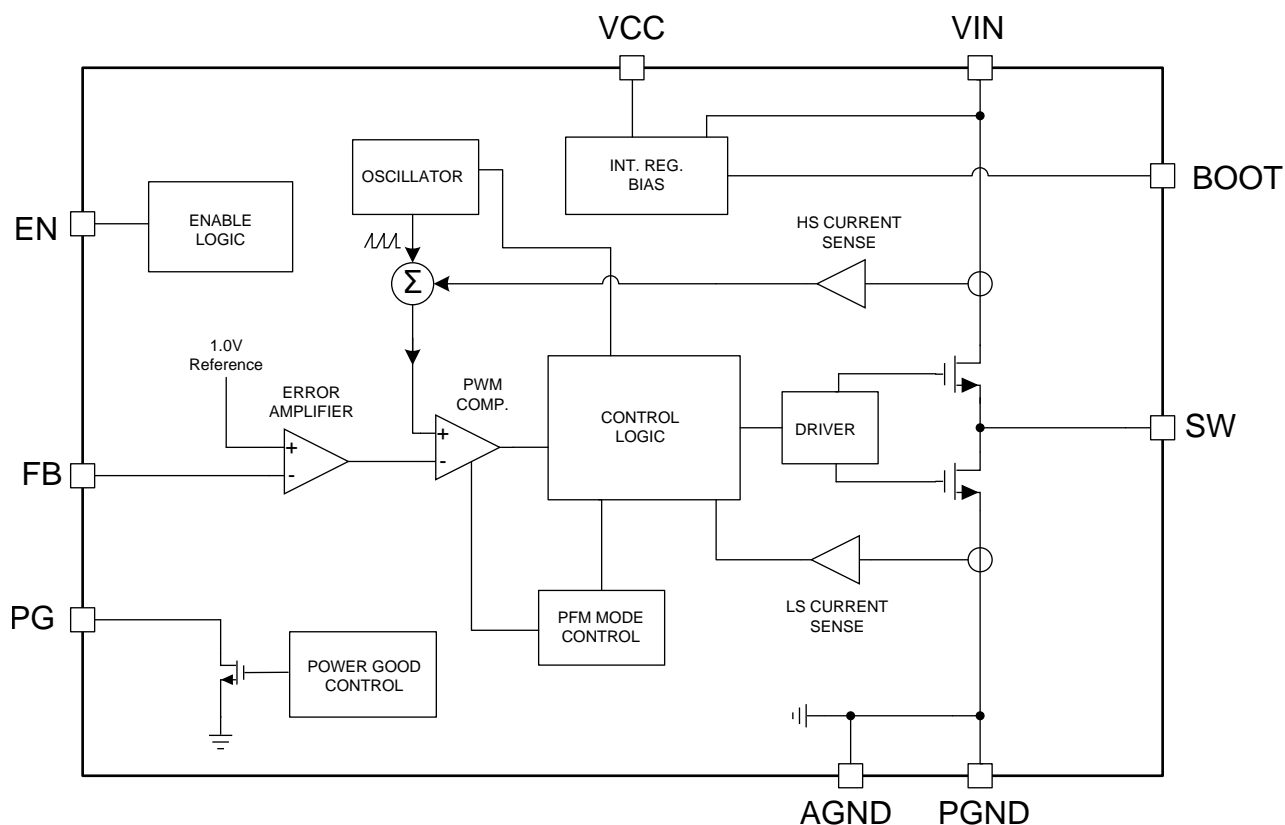 VCC
VIN
INT. REG.
BIAS
OSCILLATOR
BOOT
EN
ENABLE
LOGIC
HS CURRENT
SENSE
Σ
1.0V
Reference
ERROR
AMPLIFIER
PWM
COMP.
+
-
+
-
CONTROL
LOGIC
DRIVER
SW
FB
PFM MODE
CONTROL
LS CURRENT
SENSE
PG
POWER GOOD
CONTROL
AGND
PGND